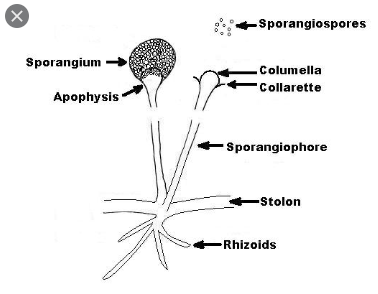 Sporangiospores
Sporangium
Columella
Apophysis
Collarette
Sporangiophore
Stolon
Rhizoids